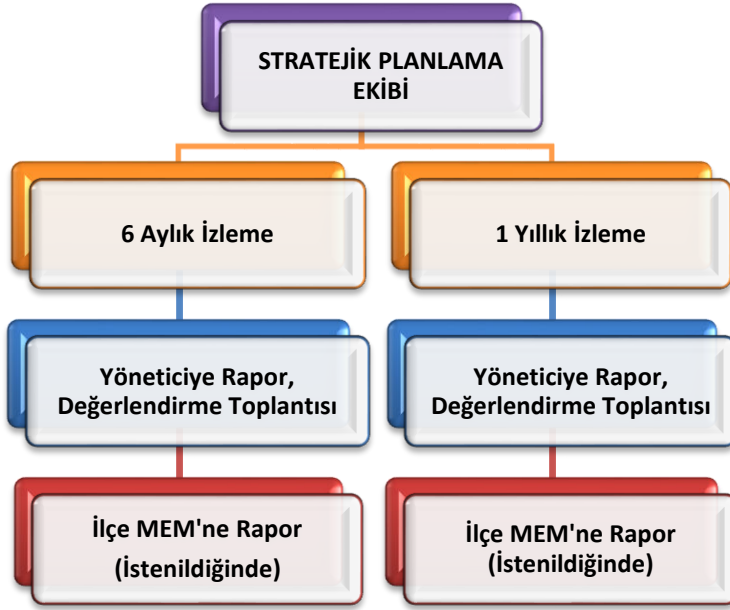 STRATEJİK PLANLAMA
EKİBİ
6 Aylık İzleme
1 Yıllık İzleme
Yöneticiye Rapor,
Değerlendirme Toplantısı
Yöneticiye Rapor,
Değerlendirme Toplantısı
İlçe MEM'ne Rapor
(İstenildiğinde)
İlçe MEM'ne Rapor
(İstenildiğinde)